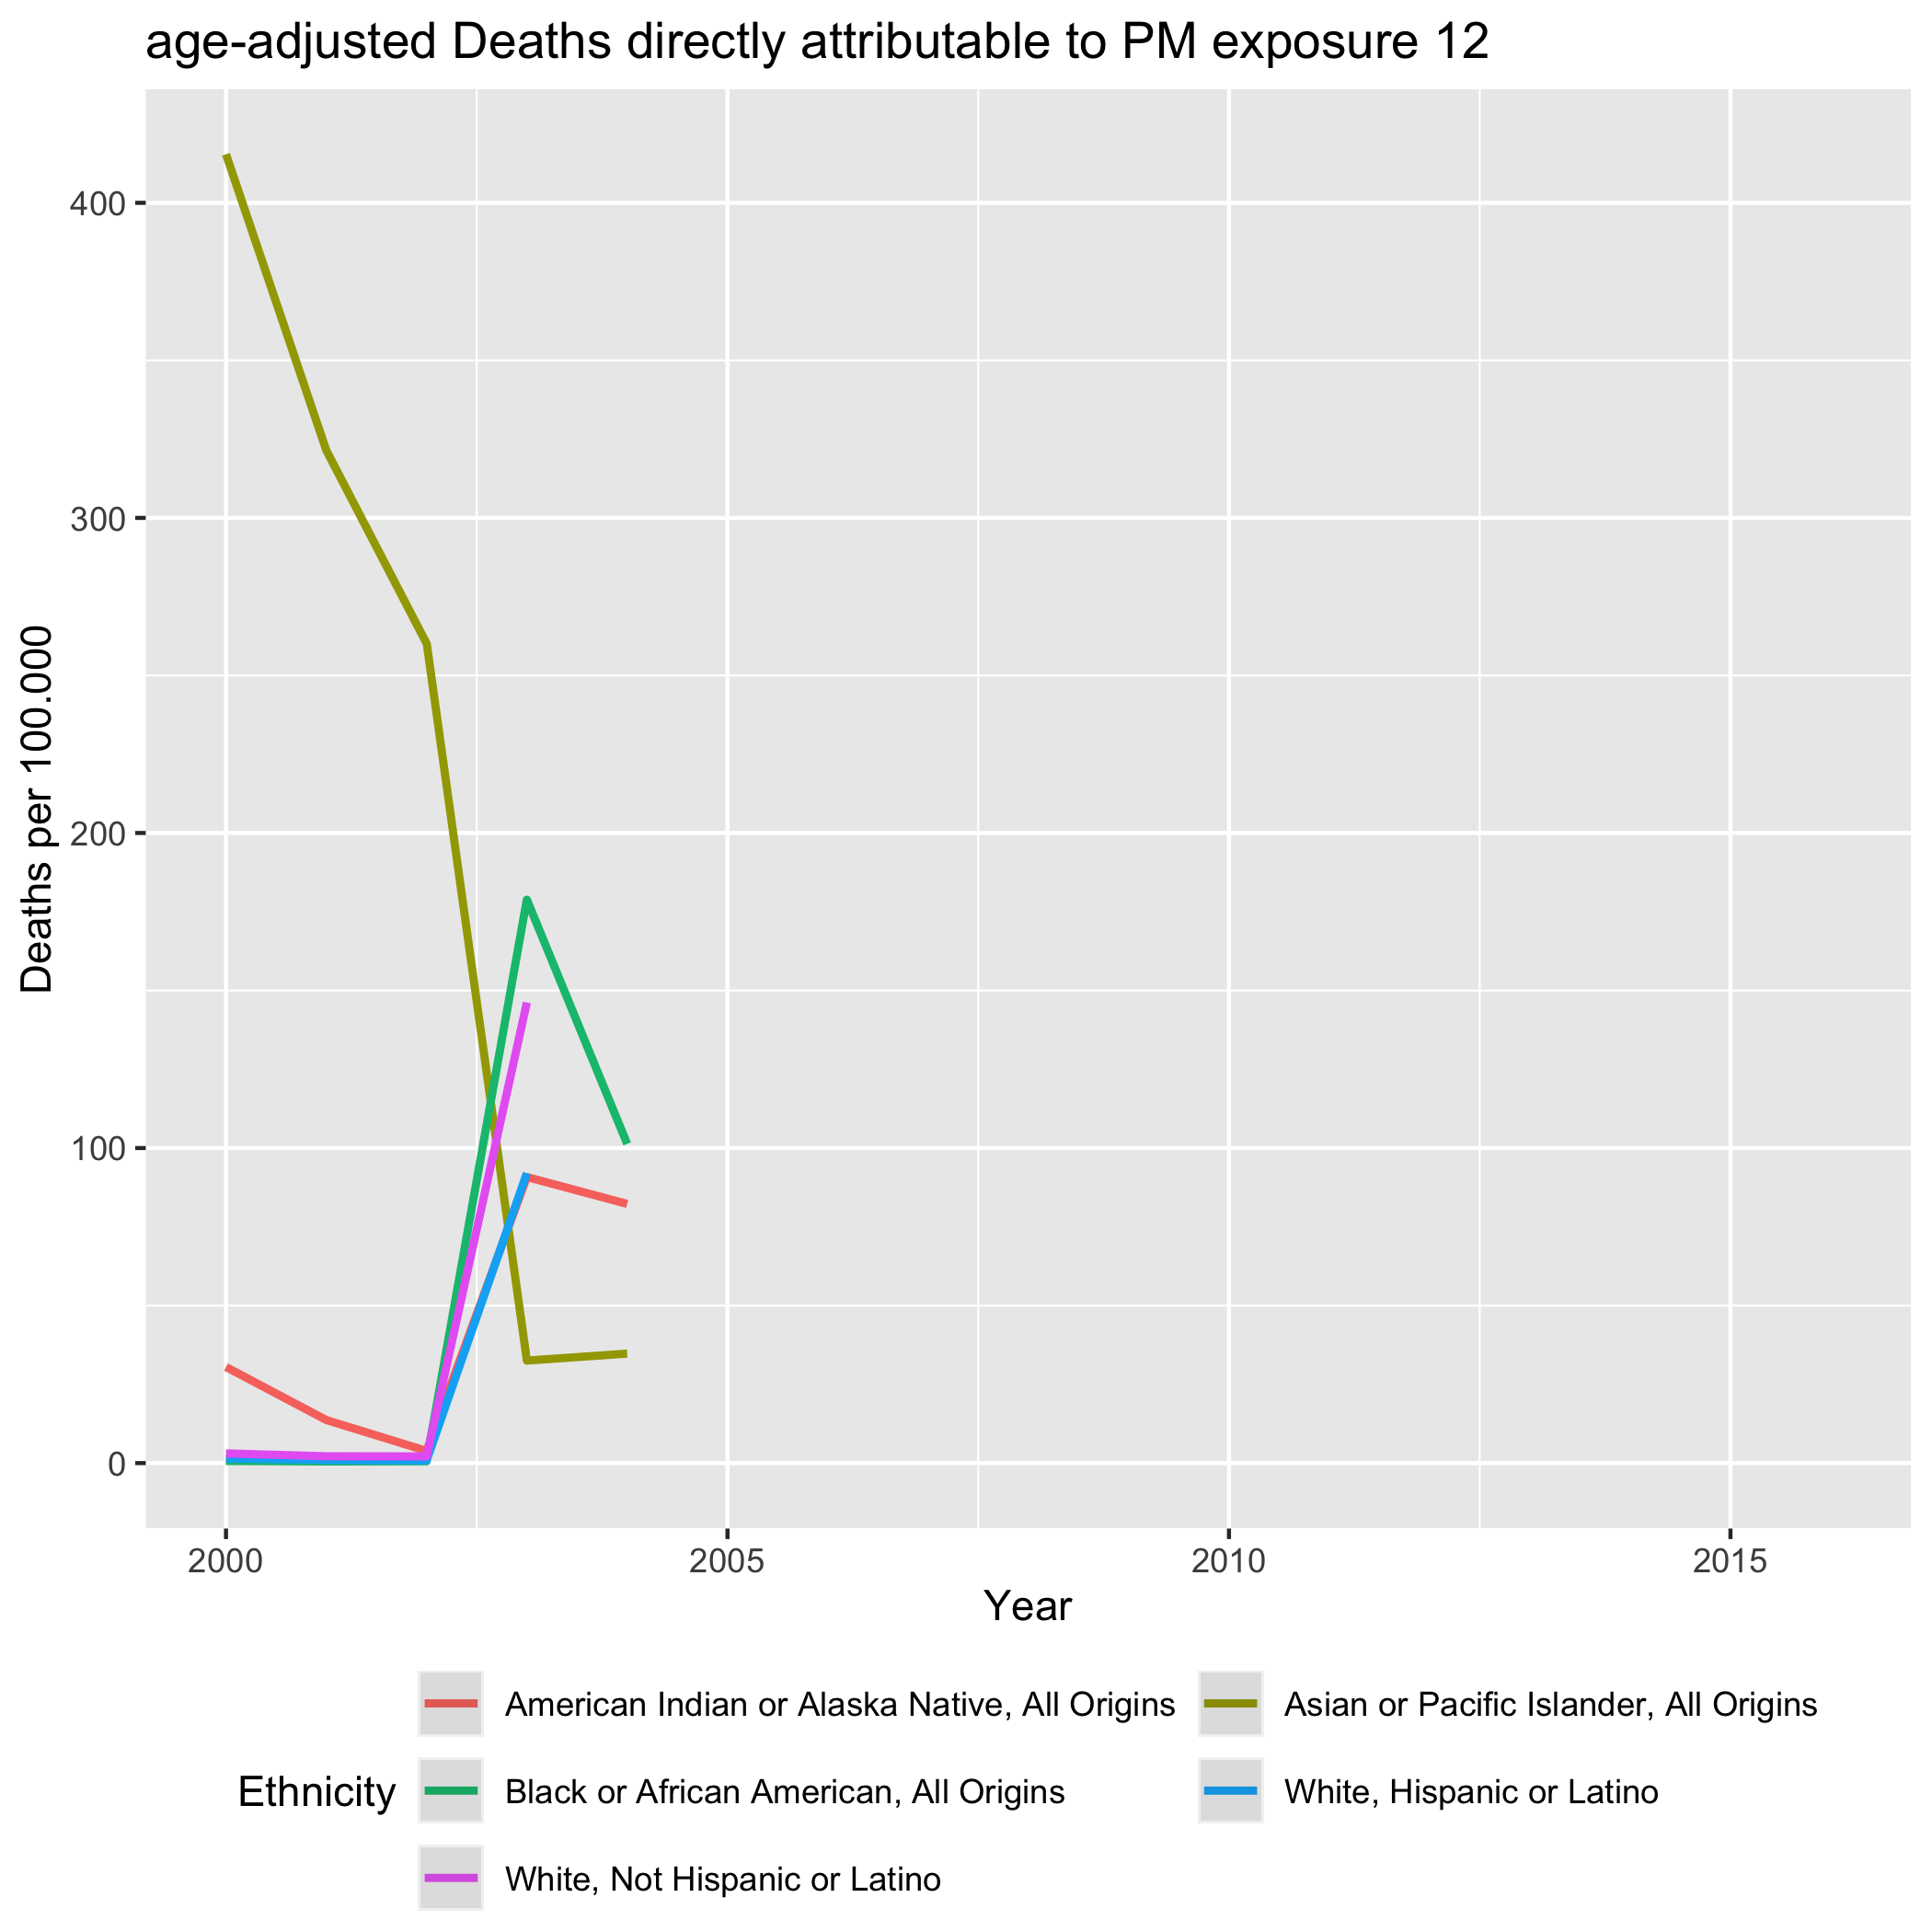 age-adjusted Deaths directly attributable to PM exposure 12
Deaths per 100.000
400
300
200
100
0
2000 2005 2010 2015
Year
Ethnicity
American Indian or Alaska Native, All Origins
Asian or Pacific Islander, All Origins
Black or African American, All Origins
White, Hispanic or Latino
White, Not Hispanic or Latino